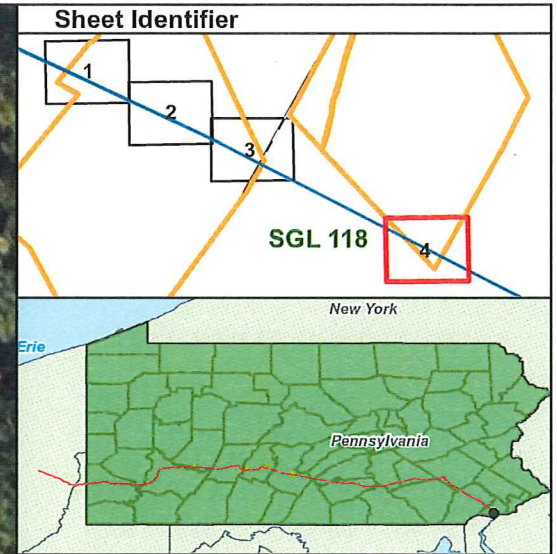 Sheet Identifier
1
2
3
SGL 118
4
New York
Erie
Pennsylvania